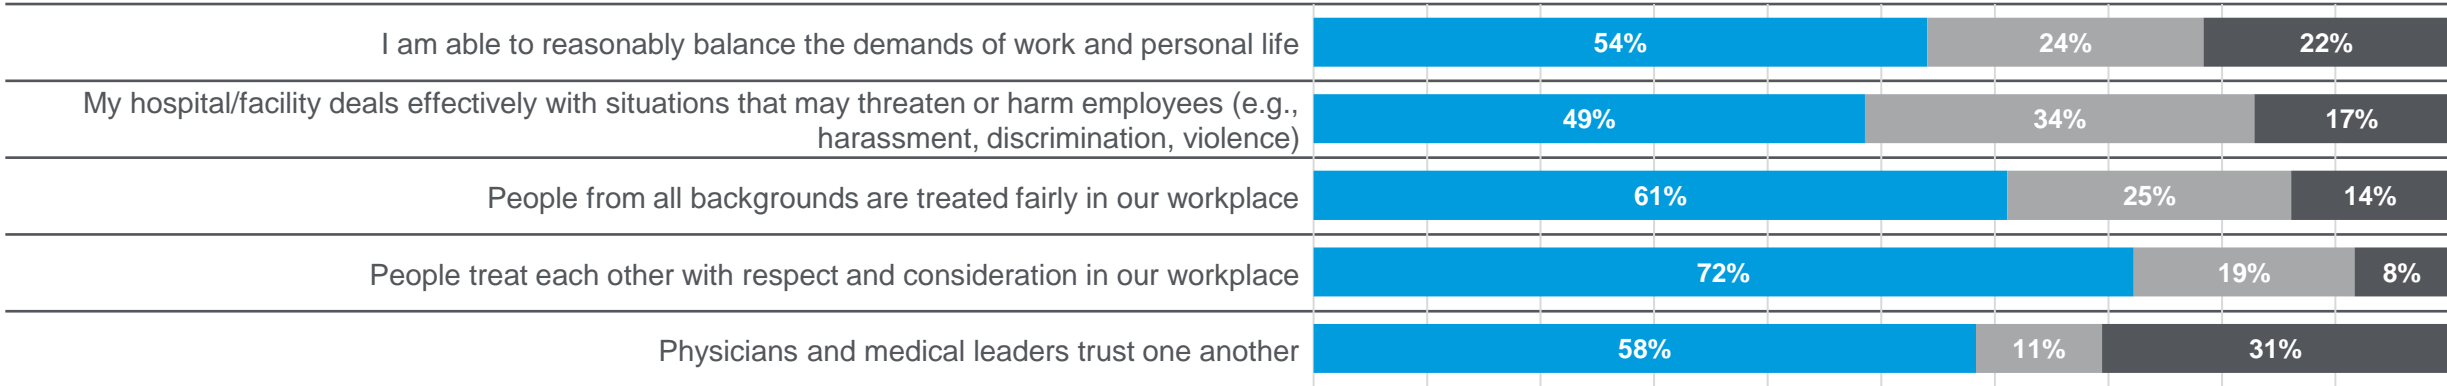 I am able to reasonably balance the demands of work and personal life 54% 24% 22%
My hospital/facility deals effectively with situations that may threaten or harm employees (e.g.,
harassment, discrimination, violence) 49% 34% 17%
People from all backgrounds are treated fairly in our workplace 61% 25% 14%
People treat each other with respect and consideration in our workplace 72% 19% 8%
Physicians and medical leaders trust one another 58% 11% 31%